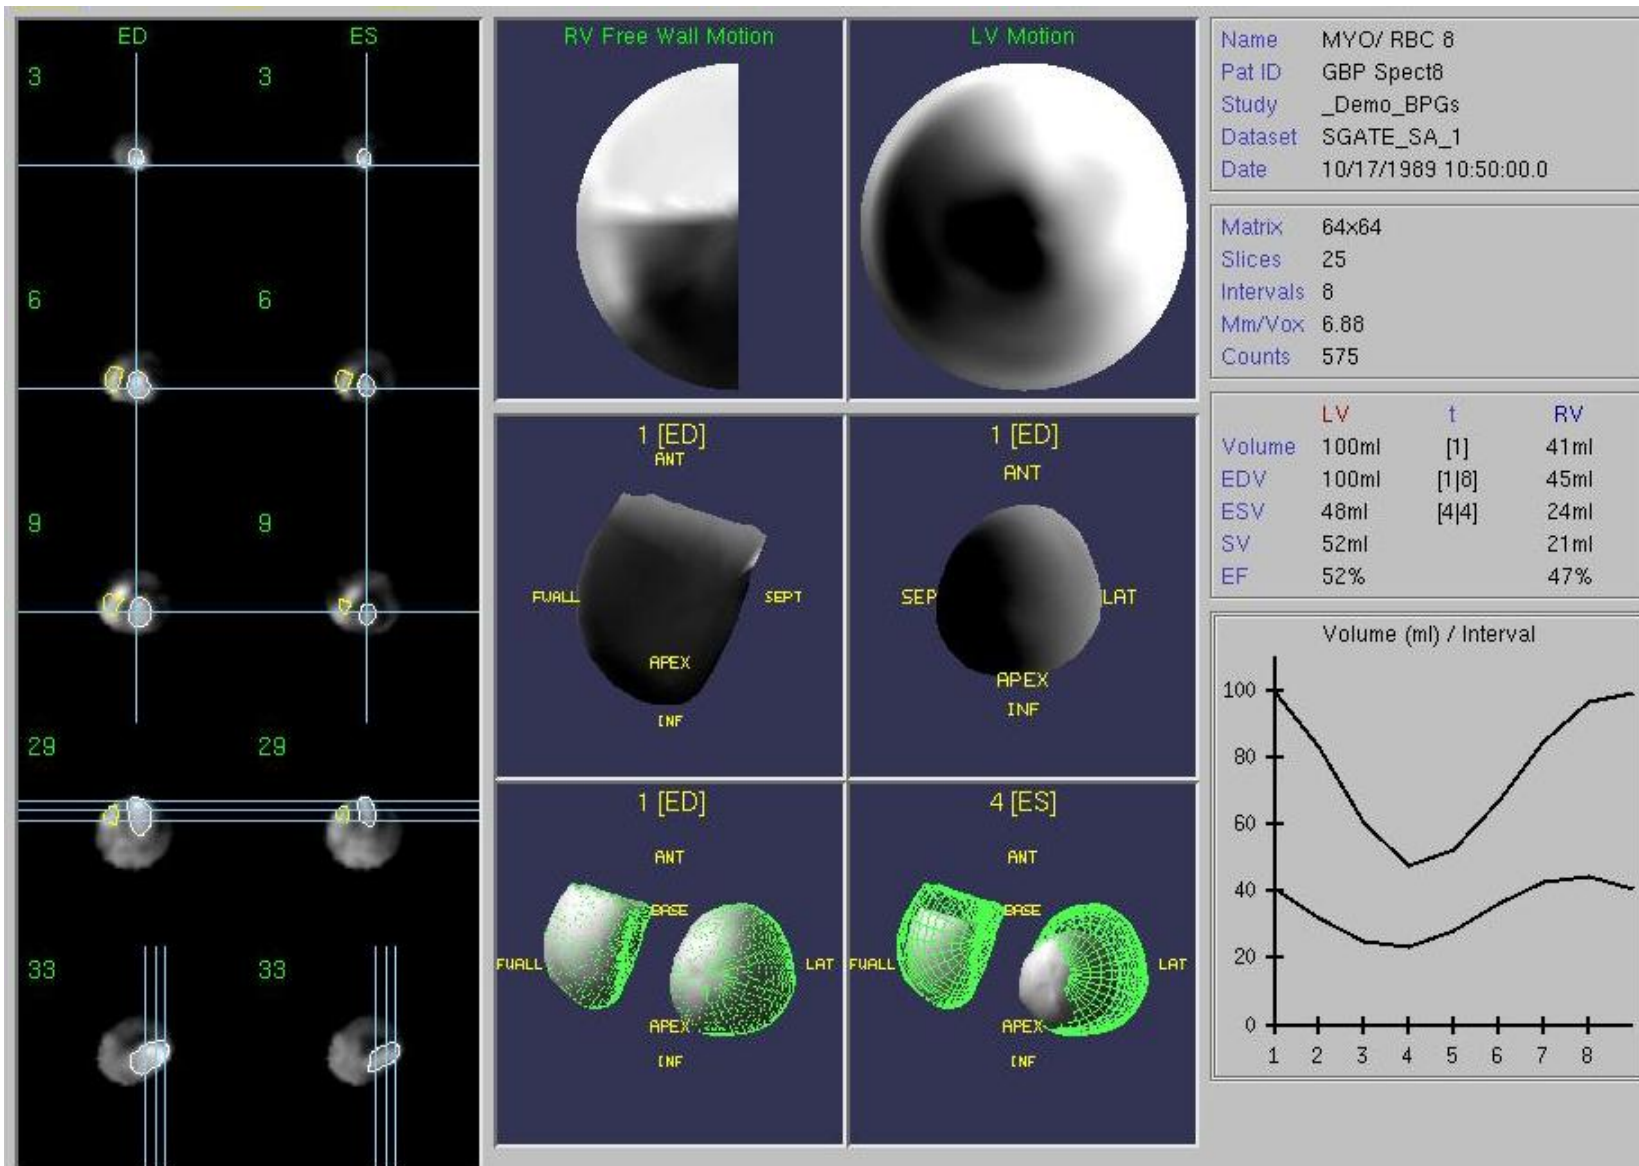 ED ES
3 3
6 6
9 9
29 29
33 33
RV Free Wall Motion
LV Motion
1 [ED]
ANT
FWALL SEPT
APEX
INF
1 [ED]
ANT
SEP LAT
APEX
INF
1 [ED]
ANT
BASE
FWALL LAT
APEX
INF
4 [ES]
ANT
BASE
FWALL LAT
APEX
INF
Name MYO/ RBC 8
Pat ID GBP Spect8
Study _Demo_BPGs
Dataset SGATE_SA_1
Date 10/17/1989 10:50:00.0
Matrix 64x64
Slices 25
Intervals 8
Mm/Vox 6.88
Counts 575
LV t RV
Volume 100ml [1] 41ml
EDV 100ml [1|8] 45ml
ESV 48ml [4|4] 24ml
SV 52ml 21ml
EF 52% 47%
Volume (ml) / Interval
100
80
60
40
20
0
1 2 3 4 5 6 7 8